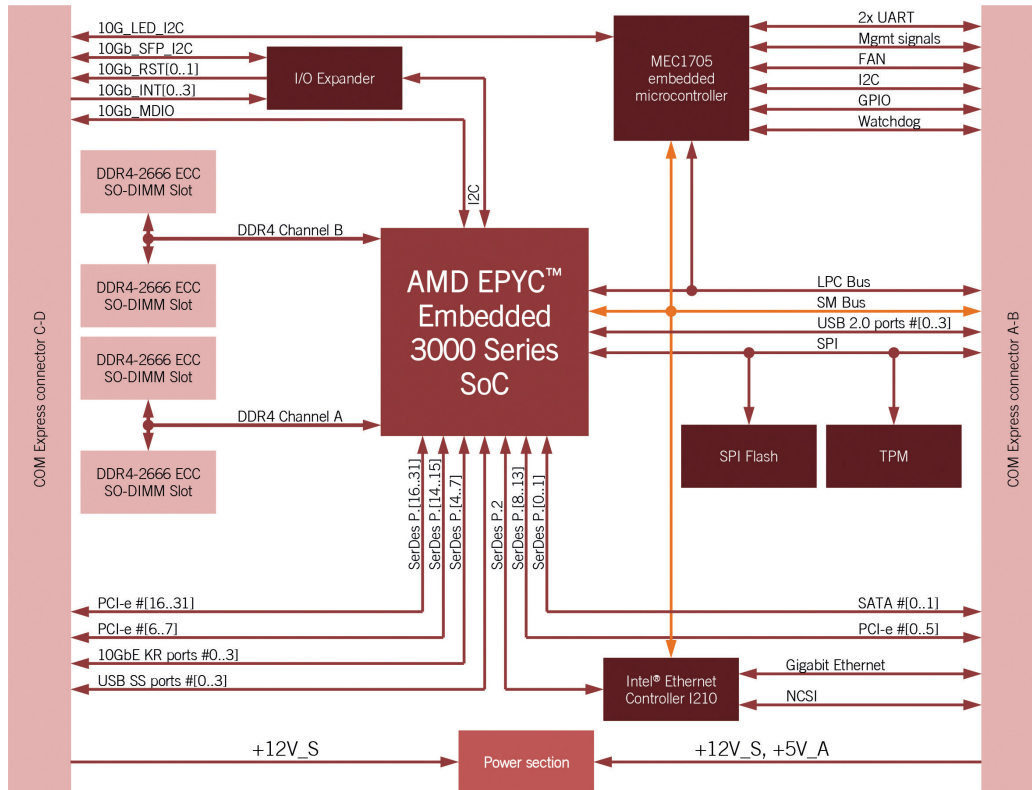 10G_LED_I2C
10Gb_SFP_I2C
10Gb_RST[0..1]
10Gb_INT[0..3]
10Gb_MDIO
I/O Expander
MEC1705
embedded
microcontroller
2x UART
Mgmt signals
FAN
I2C
GPIO
Watchdog
COM Express connector C-D
COM Express connector A-B
DDR4-2666 ECC
SO-DIMM Slot
DDR4 Channel B
DDR4-2666 ECC
SO-DIMM Slot
DDR4-2666 ECC
SO-DIMM Slot
DDR4 Channel A
DDR4-2666 ECC
SO-DIMM Slot
I2C
AMD EPYC™
Embedded
3000 Series
SoC
LPC Bus
SM Bus
USB 2.0 ports #[0..3]
SPI
SPI Flash
TPM
SerDes P.[16..31]
SerDes P.[14..15]
SerDes P.[4..7]
SerDes P.2
SerDes P.[8..13]
SerDes P.[0..1]
PCI-e #[16..31]
PCI-e #[6..7]
10GbE KR ports #0..3]
USB SS ports #[0..3]
SATA #[0..1]
PCI-e #[0..5]
Intel® Ethernet
Controller I210
Gigabit Ethernet
NCSI
+12V_S
Power section
+12V_S, +5V_A